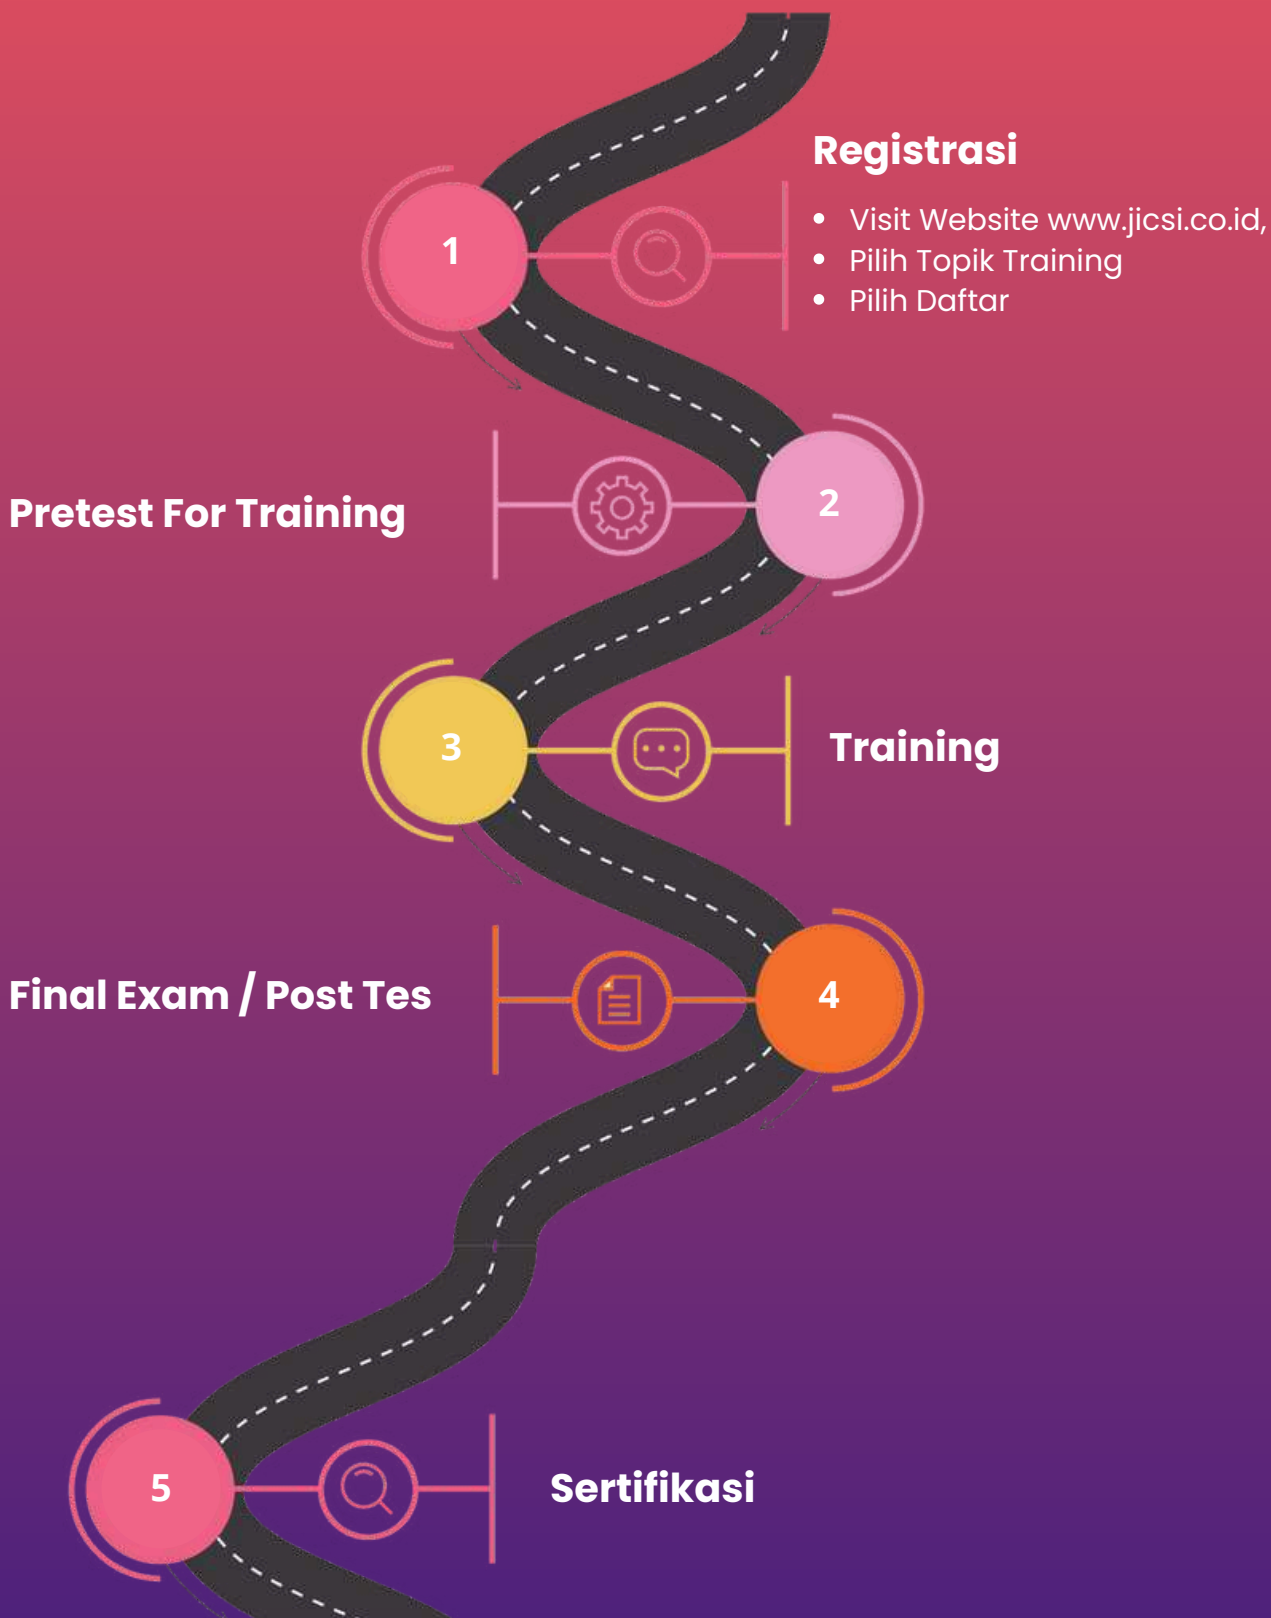 Registrasi
1
• Visit Website www.jicsi.co.id,
• Pilih Topik Training
• Pilih Daftar
Pretest For Training
2
3
Training
Final Exam / Post Tes
4
5
Sertifikasi